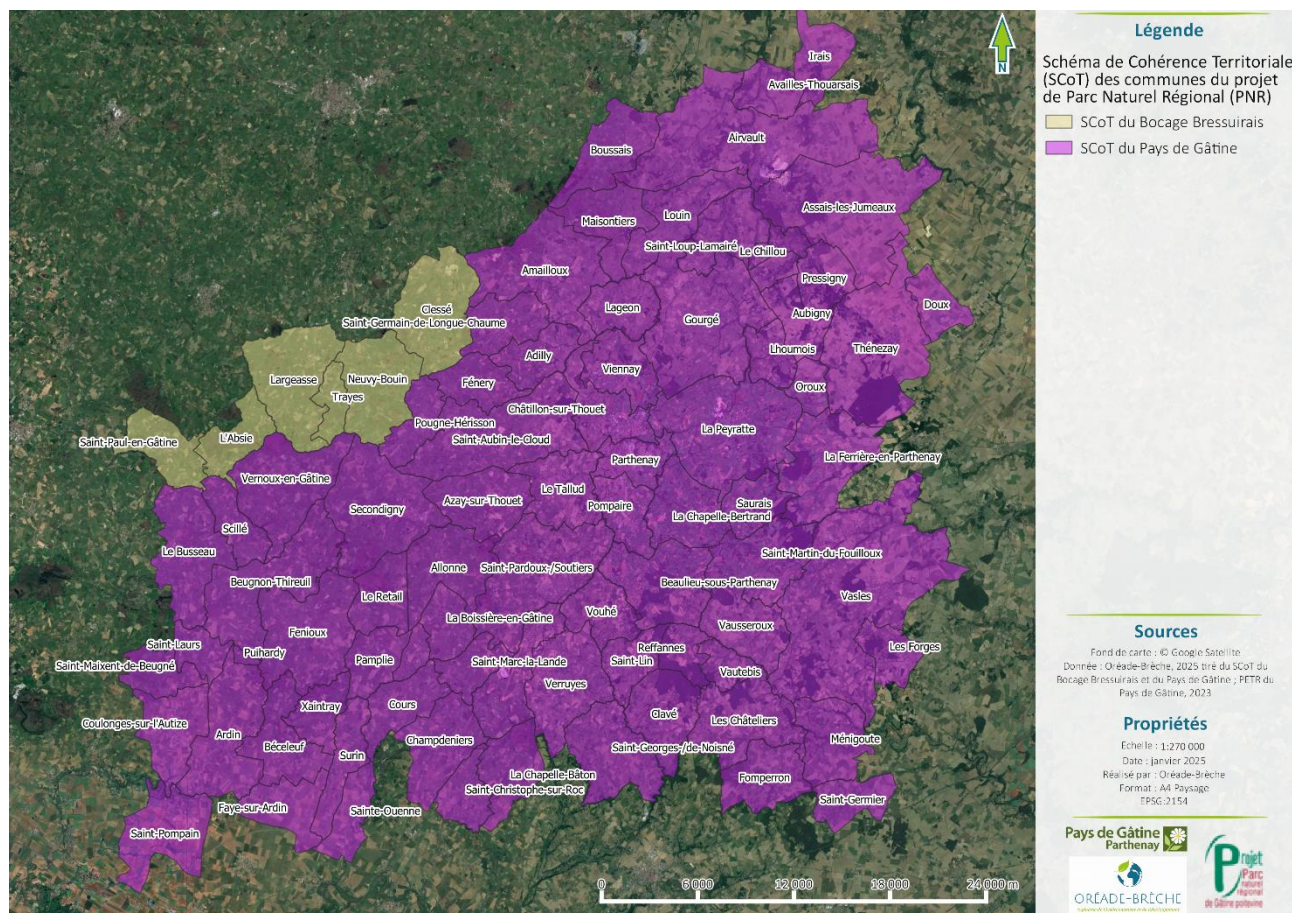 Irais
Availles-Thouarsais
Airvault
Boussais
Assais-les-Jumeaux
Maisontiers
Louin
Saint-Loup-Lamairé
Le Chillou
Amailloux
Pressigny
Clessé
Saint-Germain-de-Longue-Chaume
Lageon
Gourgé
Aubigny
Doux
Adilly
Viennay
Lhoumois
Thénezay
Largeasse
Neuvy-Bouin
Fénery
Oroux
Trayes
Châtillon-sur-Thouet
Pougne-Hérisson
La Peyratte
Saint-Paul-en-Gâtine
L'Absie
Saint-Aubin-le-Cloud
Parthenay
La Ferrière-en-Parthenay
Vernoux-en-Gâtine
Le Tallud
Secondigny
Azay-sur-Thouet
Pompaire
Saurais
La Chapelle-Bertrand
Scillé
Le Busseau
Saint-Martin-du-Fouilloux
Allonne
Saint-Pardoux-/Soutiers
Beugnon-Thireuil
Beaulieu-sous-Parthenay
Le Retail
Vasles
La Boissière-en-Gâtine
Vouhé
Vausseroux
Fenioux
Saint-Laurs
Puihardy
Reffannes
Les Forges
Saint-Maixent-de-Beugné
Pamplie
Saint-Marc-la-Lande
Saint-Lin
Vautebis
Verruyes
Xaintray
Cours
Clavé
Les Châteliers
Coulonges-sur-l'Autize
Ardin
Béceleuf
Surin
Champdeniers
Saint-Georges-/de-Noisné
Ménigoute
La Chapelle-Bâton
Saint-Christophe-sur-Roc
Fomperron
Saint-Germier
Faye-sur-Ardin
Sainte-Ouenne
Saint-Pompain
N
0 6 000 12 000 18 000 24 000 m
Légende
Schéma de Cohérence Territoriale
(SCoT) des communes du projet
de Parc Naturel Régional (PNR)
SCoT du Bocage Bressuirais
SCoT du Pays de Gâtine
Sources
Fond de carte : © Google Satellite
Donnée : Oréade-Brèche, 2025 tiré du SCoT du
Bocage Bressuirais et du Pays de Gâtine ; PETR du
Pays de Gâtine, 2023
Propriétés
Echelle : 1:270 000
Date : janvier 2025
Réalisé par : Oréade-Brèche
Format : A4 Paysage
EPSG:2154
Pays de Gâtine
Parthenay
ORÉADE-BRÈCHE
Projet
Parc
naturel
régional
de Gâtine poitevine